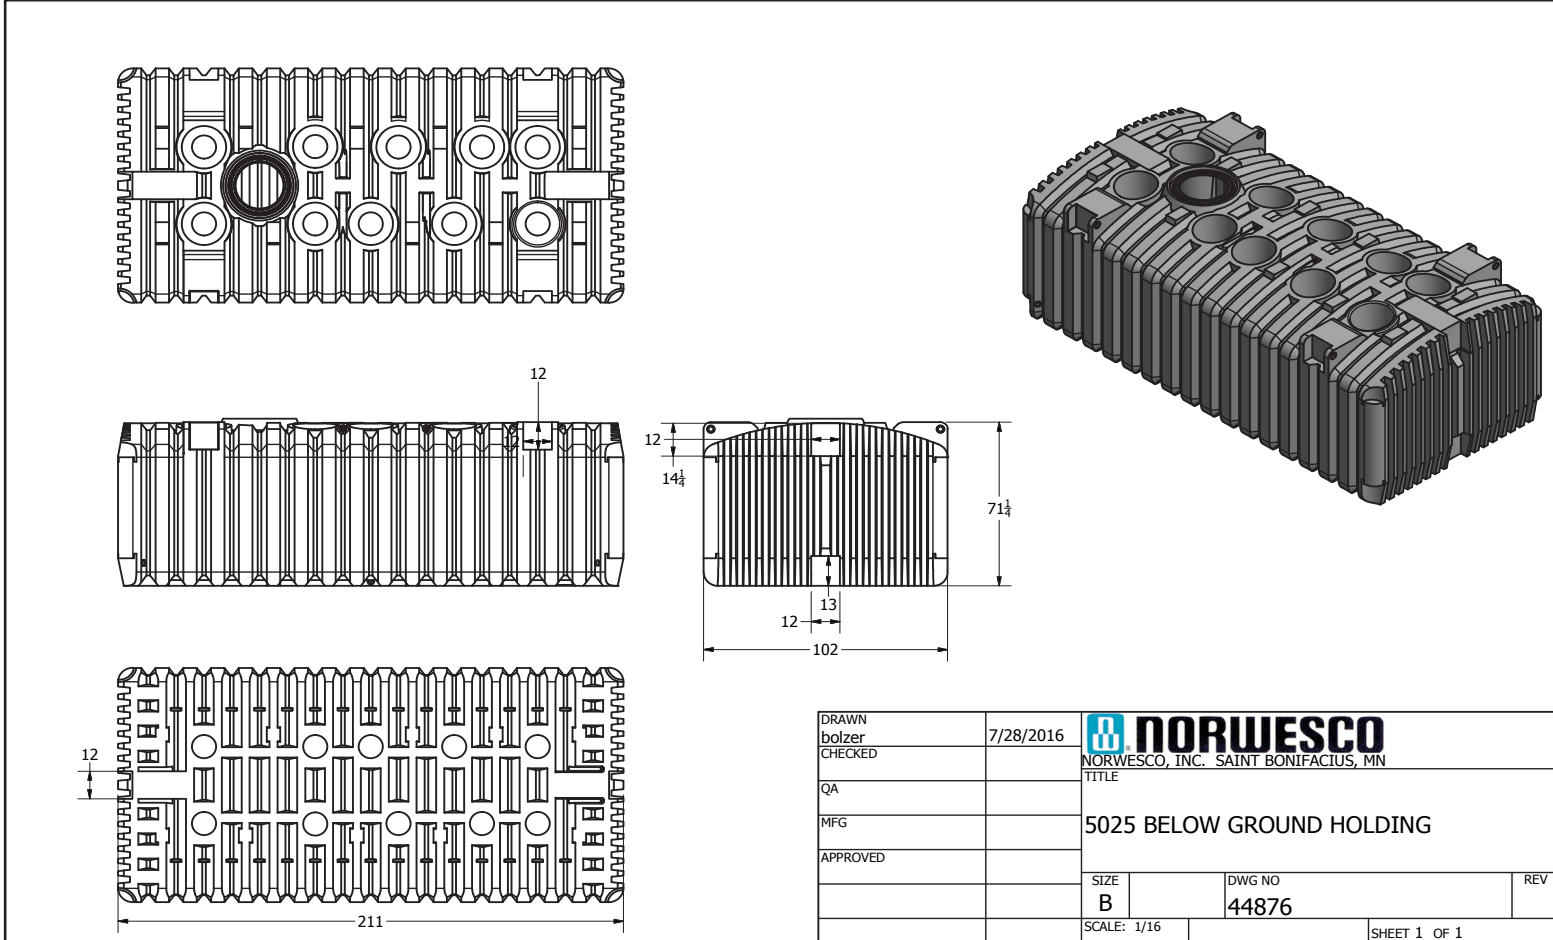 12
12
12
14¼
71¼
13
12
102
12
211
DRAWN
bolzer
7/28/2016
CHECKED
QA
MFG
APPROVED
NORWESCO
NORWESCO, INC. SAINT BONIFACIUS, MN
TITLE
5025 BELOW GROUND HOLDING
SIZE
B
DWG NO
44876
REV
SCALE: 1/16
SHEET 1 OF 1